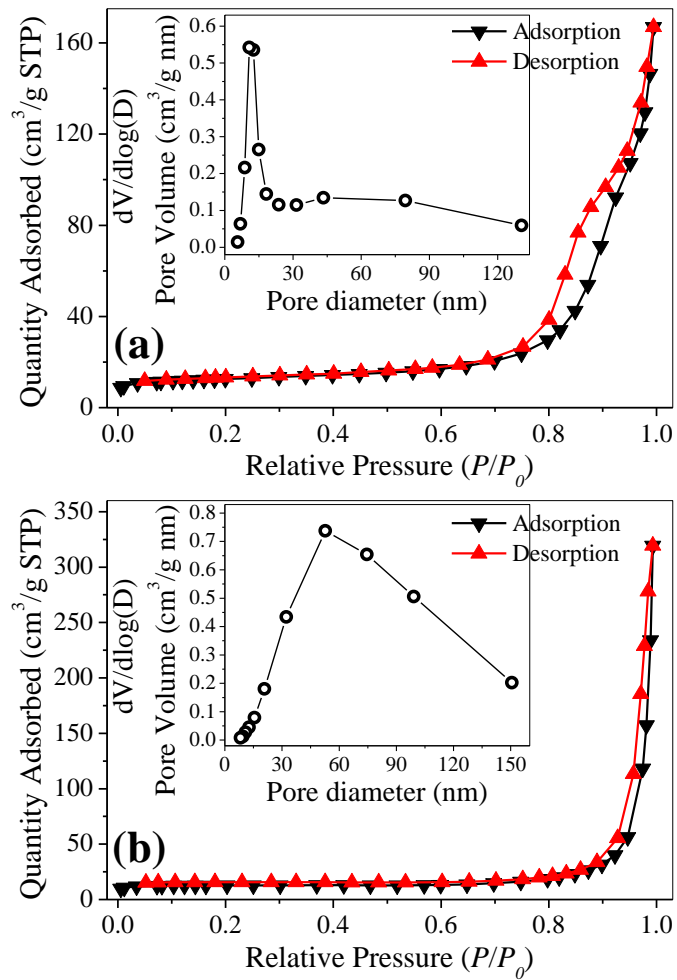 (a)
Quantity Adsorbed (cm³/g STP)
160
120
80
40
0
0.0 0.2 0.4 0.6 0.8 1.0
Relative Pressure (P/P₀)
Adsorption
Desorption
dV/dlog(D)
Pore Volume (cm³/g nm)
0.6
0.5
0.4
0.3
0.2
0.1
0.0
0 30 60 90 120
Pore diameter (nm)
(b)
Quantity Adsorbed (cm³/g STP)
350
300
250
200
150
100
50
0
0.0 0.2 0.4 0.6 0.8 1.0
Relative Pressure (P/P₀)
Adsorption
Desorption
dV/dlog(D)
Pore Volume (cm³/g nm)
0.8
0.7
0.6
0.5
0.4
0.3
0.2
0.1
0.0
0 30 60 90 120 150
Pore diameter (nm)